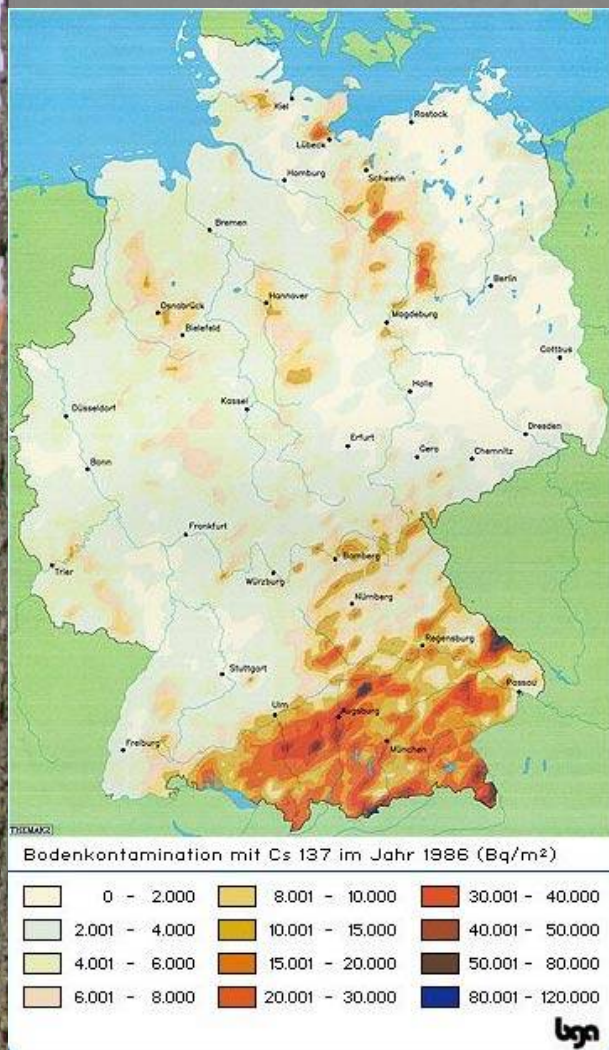 Kiel
Rostock
Lübeck
Hamburg
Schwerin
Bremen
Berlin
Osnabrück
Hannover
Bielefeld
Magdeburg
Cottbus
Halle
Düsseldorf
Kassel
Dresden
Erfurt
Gera
Chemnitz
Bonn
Frankfurt
Bamberg
Trier
Würzburg
Nürnberg
Regensburg
Stuttgart
Passau
Ulm
Augsburg
Freiburg
München
THEMAK2
Bodenkontamination mit Cs 137 im Jahr 1986 (Bq/m²)
0 - 2.000 8.001 - 10.000 30.001 - 40.000
2.001 - 4.000 10.001 - 15.000 40.001 - 50.000
4.001 - 6.000 15.001 - 20.000 50.001 - 80.000
6.001 - 8.000 20.001 - 30.000 80.001 - 120.000
bga